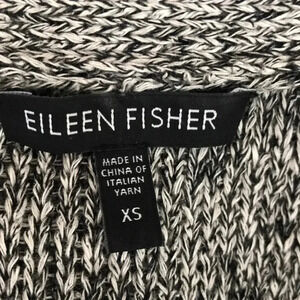 EILEEN FISHER
MADE IN
CHINA OF
ITALIAN
YARN
XS